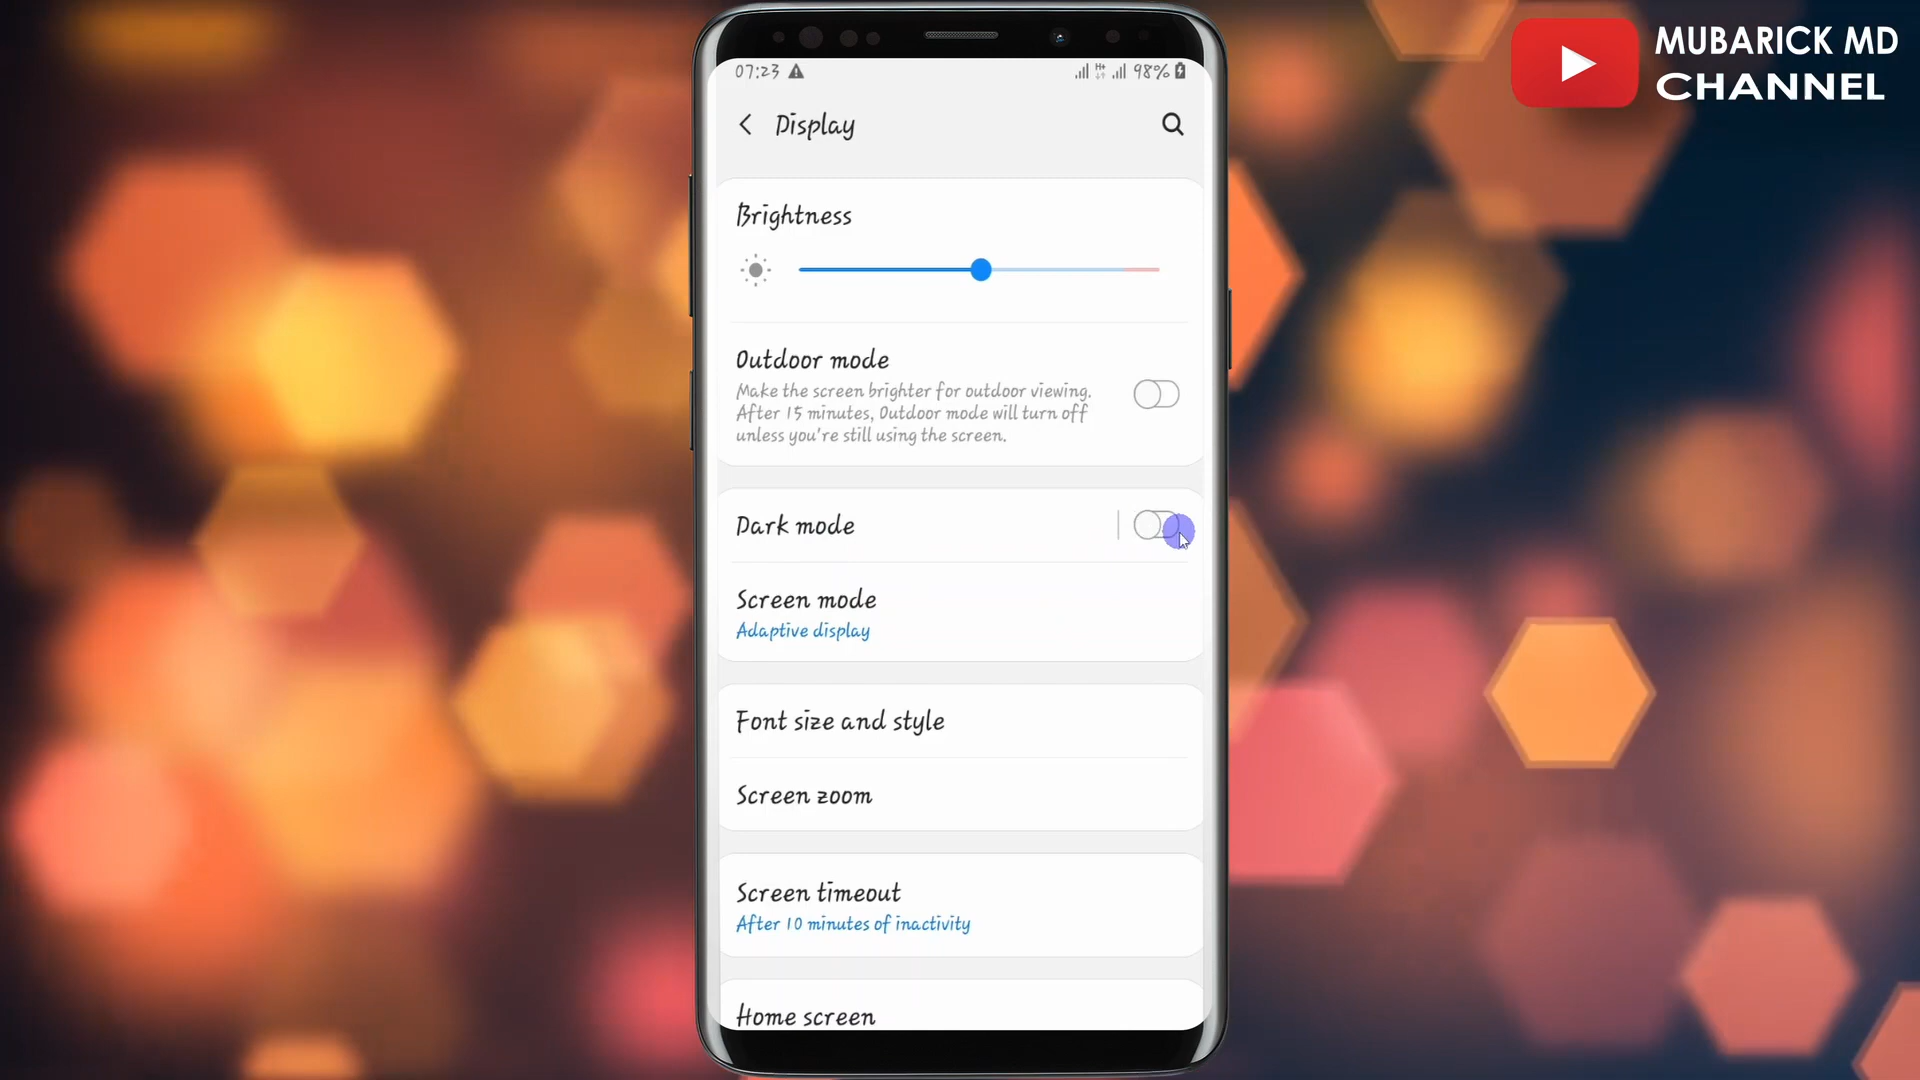 MUBARICK MD
CHANNEL
07:23 98%
Display
Brightness
Outdoor mode
Make the screen brighter for outdoor viewing.
After 15 minutes, Outdoor mode will turn off
unless you're still using the screen.
Dark mode
Screen mode
Adaptive display
Font size and style
Screen zoom
Screen timeout
After 10 minutes of inactivity
Home screen